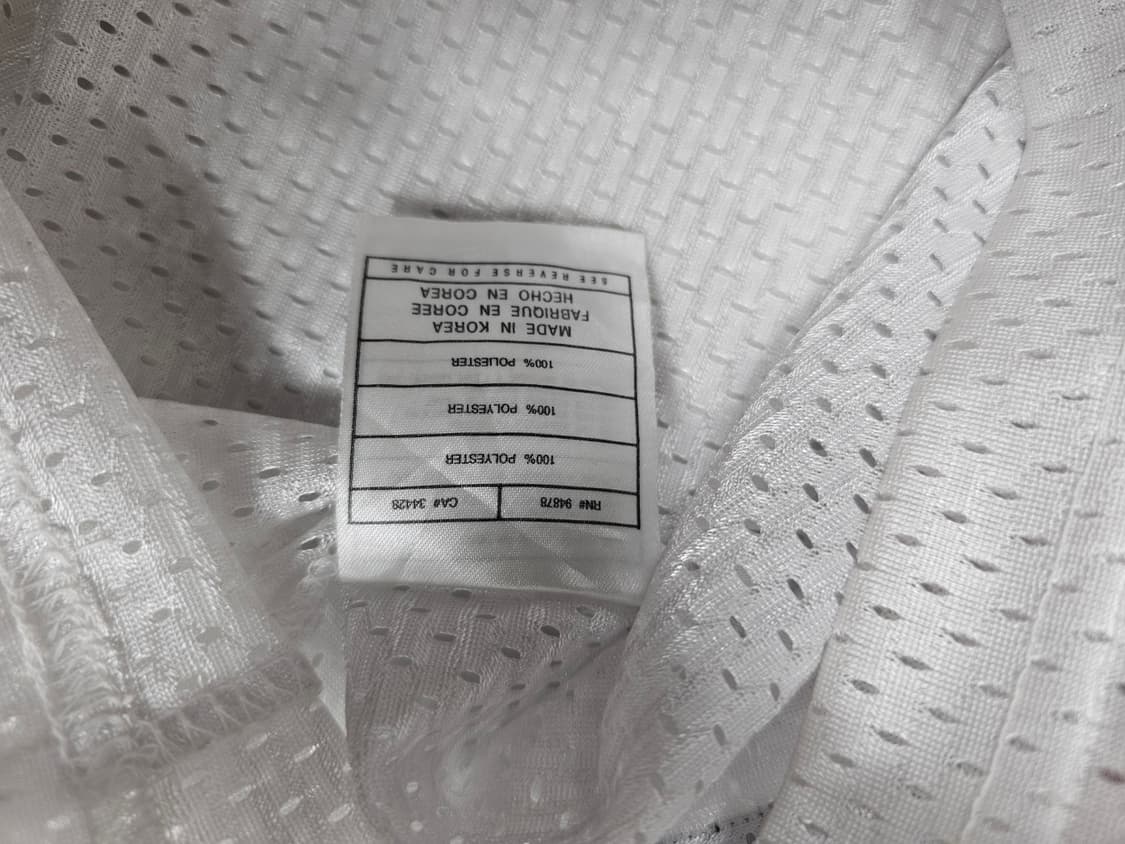 RN# 94878 CA# 34428
100% POLYESTER
100% POLYESTER
100% POLIESTER
MADE IN KOREA
FABRIQUE EN COREE
HECHO EN COREA
SEE REVERSE FOR CARE